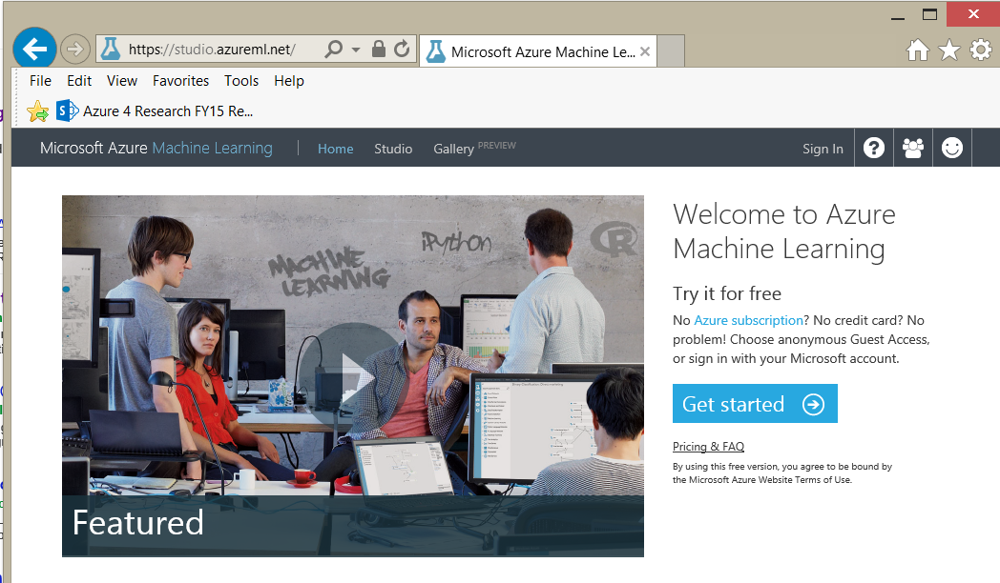 https://studio.azureml.net/
Microsoft Azure Machine Le...
File Edit View Favorites Tools Help
Azure 4 Research FY15 Re...
Microsoft Azure Machine Learning
Home Studio Gallery PREVIEW
Sign In
MACHINE
LEARNING
iPython
R
Featured
Welcome to Azure
Machine Learning
Try it for free
No Azure subscription? No credit card? No
problem! Choose anonymous Guest Access,
or sign in with your Microsoft account.
Get started
Pricing & FAQ
By using this free version, you agree to be bound by
the Microsoft Azure Website Terms of Use.